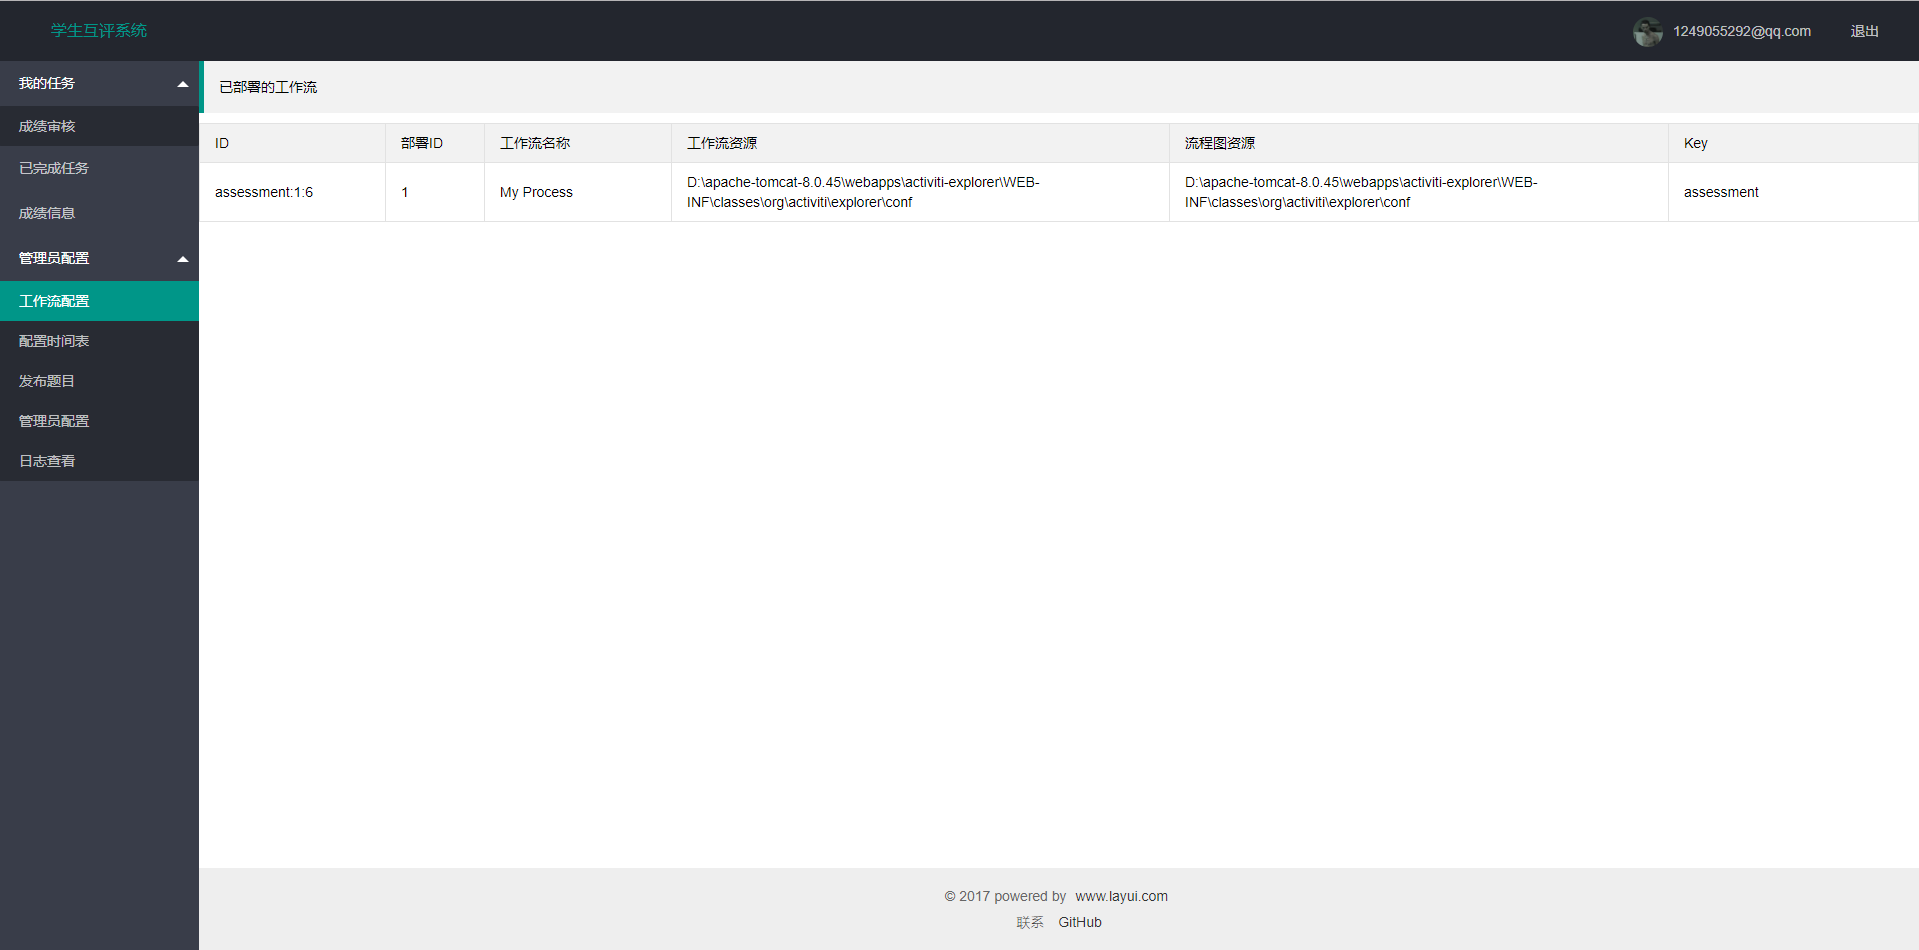 学生互评系统
1249055292@qq.com 退出
我的任务
成绩审核
已完成任务
成绩信息
管理员配置
工作流配置
配置时间表
发布题目
管理员配置
日志查看
已部署的工作流
ID 部署ID 工作流名称 工作流资源 流程图资源 Key
assessment:1:6 1 My Process D:\apache-tomcat-8.0.45\webapps\activiti-explorer\WEB-
INF\classes\org\activiti\explorer\conf D:\apache-tomcat-8.0.45\webapps\activiti-explorer\WEB-
INF\classes\org\activiti\explorer\conf assessment
© 2017 powered by www.layui.com
联系 GitHub